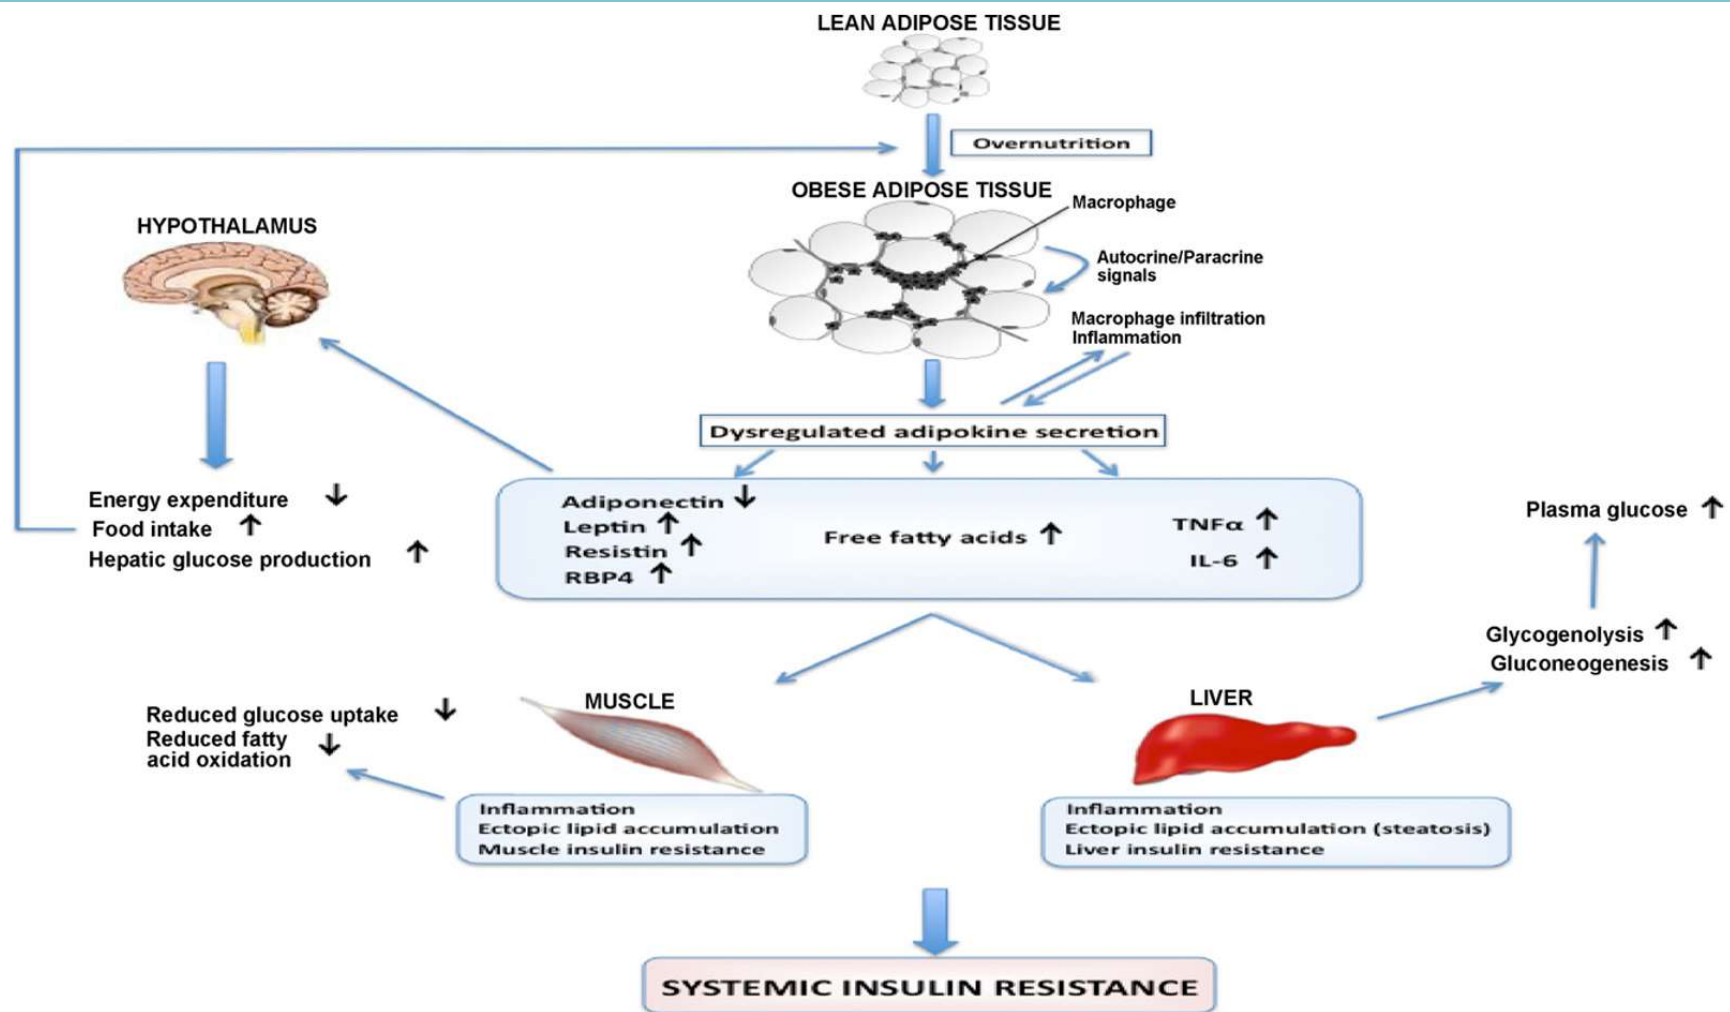 LEAN ADIPOSE TISSUE
Overnutrition
OBESE ADIPOSE TISSUE
Macrophage
HYPOTHALAMUS
Autocrine/Paracrine
signals
Macrophage infiltration
Inflammation
Dysregulated adipokine secretion
Energy expenditure ↓
Food intake ↑
Hepatic glucose production ↑
Adiponectin ↓
Leptin ↑
Resistin ↑
RBP4 ↑
Free fatty acids ↑
TNFα ↑
IL-6 ↑
Plasma glucose ↑
Glycogenolysis ↑
Gluconeogenesis ↑
MUSCLE
LIVER
Reduced glucose uptake ↓
Reduced fatty ↓
acid oxidation
Inflammation
Ectopic lipid accumulation
Muscle insulin resistance
Inflammation
Ectopic lipid accumulation (steatosis)
Liver insulin resistance
SYSTEMIC INSULIN RESISTANCE